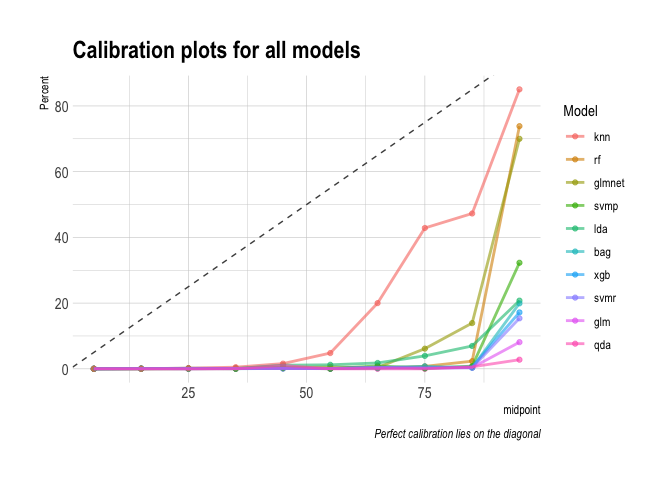 Calibration plots for all models
Percent
80
60
40
20
0
25
50
75
midpoint
Perfect calibration lies on the diagonal
Model
knn
rf
glmnet
svmp
lda
bag
xgb
svmr
glm
qda